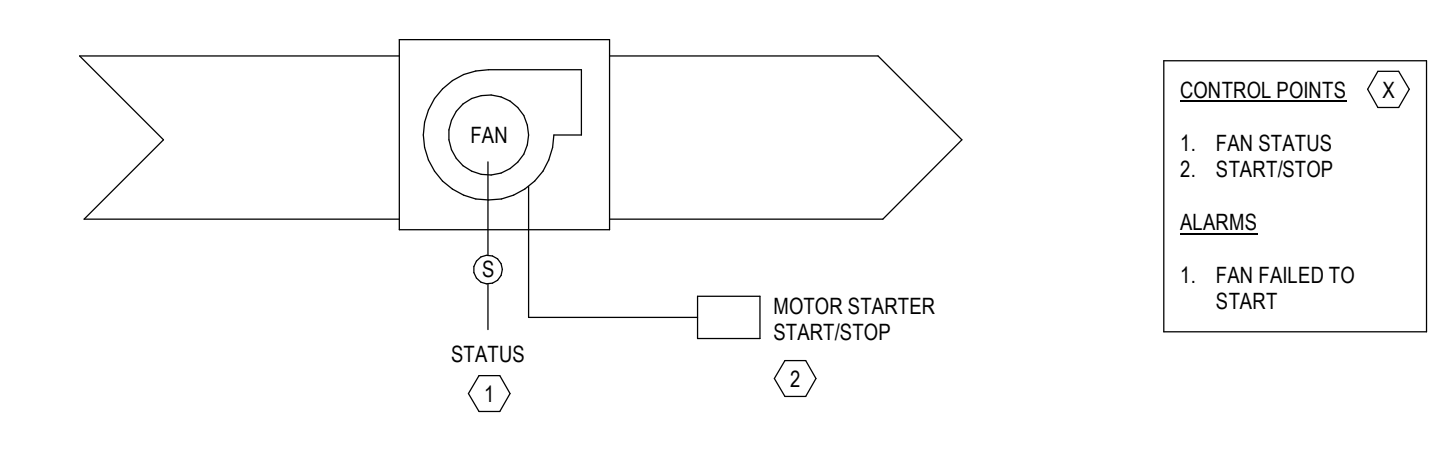 FAN
S
STATUS
1
MOTOR STARTER
START/STOP
2
CONTROL POINTS X
1. FAN STATUS
2. START/STOP
ALARMS
1. FAN FAILED TO
START